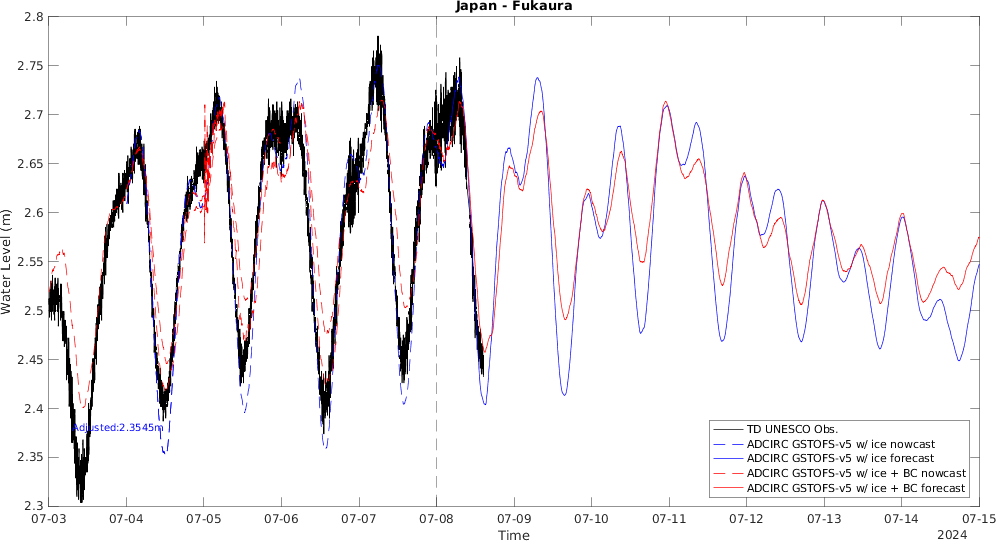 Japan - Fukaura
2.8
2.75
2.7
2.65
2.6
2.55
2.5
2.45
2.4
2.35
2.3
Water Level (m)
Adjusted:2.3545m
TD UNESCO Obs.
ADCIRC GSTOFS-v5 w/ ice nowcast
ADCIRC GSTOFS-v5 w/ ice forecast
ADCIRC GSTOFS-v5 w/ ice + BC nowcast
ADCIRC GSTOFS-v5 w/ ice + BC forecast
07-03 07-04 07-05 07-06 07-07 07-08 07-09 07-10 07-11 07-12 07-13 07-14 07-15
Time
2024